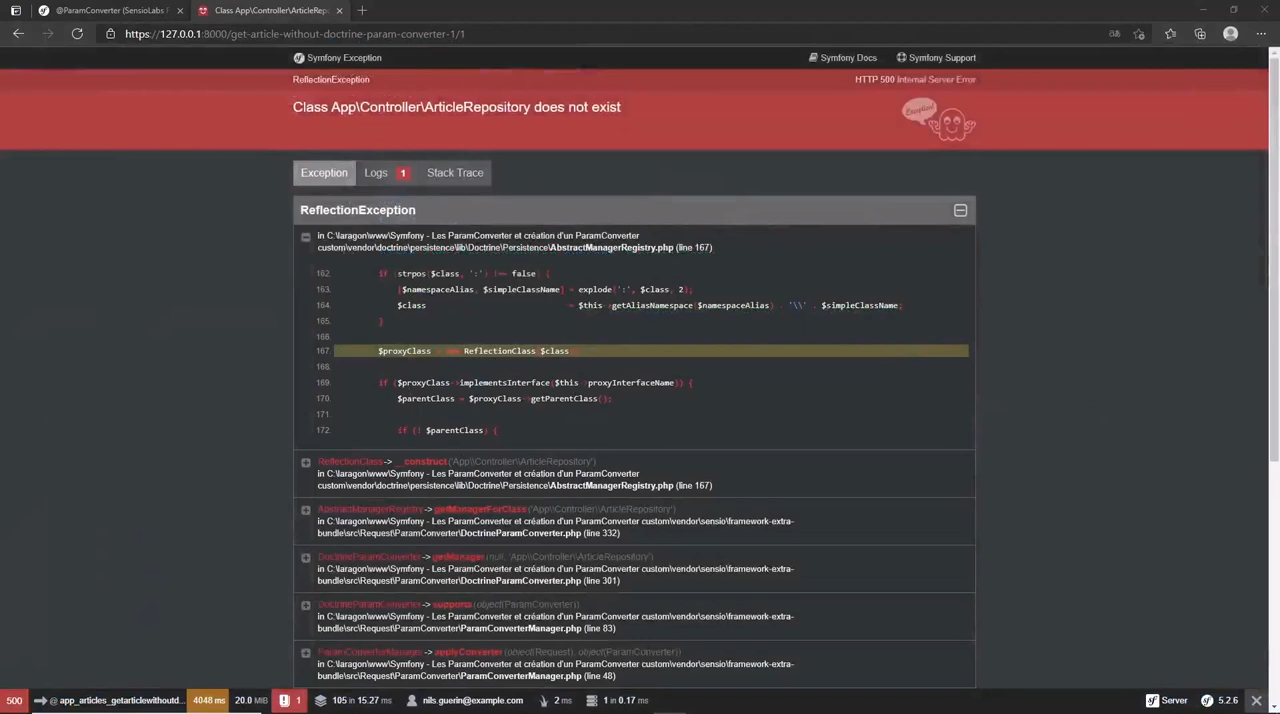 @ParamConverter (SensioLabs F
Class App\Controller\ArticleRepo
https://127.0.0.1:8000/get-article-without-doctrine-param-converter-1/1
Symfony Exception
Symfony Docs
Symfony Support
ReflectionException
HTTP 500 Internal Server Error
Class App\Controller\ArticleRepository does not exist
Exception!
Exception
Logs 1
Stack Trace
ReflectionException
in C:\laragon\www\Symfony - Les ParamConverter et création d'un ParamConverter
custom\vendor\doctrine\persistence\lib\Doctrine\Persistence\AbstractManagerRegistry.php (line 167)
162. if (strpos($class, ':') !== false) {
163. [$namespaceAlias, $simpleClassName] = explode(':', $class, 2);
164. $class = $this->getAliasNamespace($namespaceAlias) . '\\' . $simpleClassName;
165. }
166.
167. $proxyClass = new ReflectionClass($class);
168.
169. if ($proxyClass->implementsInterface($this->proxyInterfaceName)) {
170. $parentClass = $proxyClass->getParentClass();
171.
172. if (! $parentClass) {
ReflectionClass->__construct('App\\Controller\\ArticleRepository')
in C:\laragon\www\Symfony - Les ParamConverter et création d'un ParamConverter
custom\vendor\doctrine\persistence\lib\Doctrine\Persistence\AbstractManagerRegistry.php (line 167)
AbstractManagerRegistry->getManagerForClass('App\\Controller\\ArticleRepository')
in C:\laragon\www\Symfony - Les ParamConverter et création d'un ParamConverter custom\vendor\sensio\framework-extra-
bundle\src\Request\ParamConverter\DoctrineParamConverter.php (line 332)
DoctrineParamConverter->getManager(null, 'App\\Controller\\ArticleRepository')
in C:\laragon\www\Symfony - Les ParamConverter et création d'un ParamConverter custom\vendor\sensio\framework-extra-
bundle\src\Request\ParamConverter\DoctrineParamConverter.php (line 301)
DoctrineParamConverter->supports(object(ParamConverter))
in C:\laragon\www\Symfony - Les ParamConverter et création d'un ParamConverter custom\vendor\sensio\framework-extra-
bundle\src\Request\ParamConverter\ParamConverterManager.php (line 83)
ParamConverterManager->applyConverter(object(Request), object(ParamConverter))
in C:\laragon\www\Symfony - Les ParamConverter et création d'un ParamConverter custom\vendor\sensio\framework-extra-
bundle\src\Request\ParamConverter\ParamConverterManager.php (line 48)
500 @ app_articles_getarticlewithoutd... 4048 ms 20.0 MiB 1 105 in 15.27 ms nils.guerin@example.com 2 ms 1 in 0.17 ms Server 5.2.6